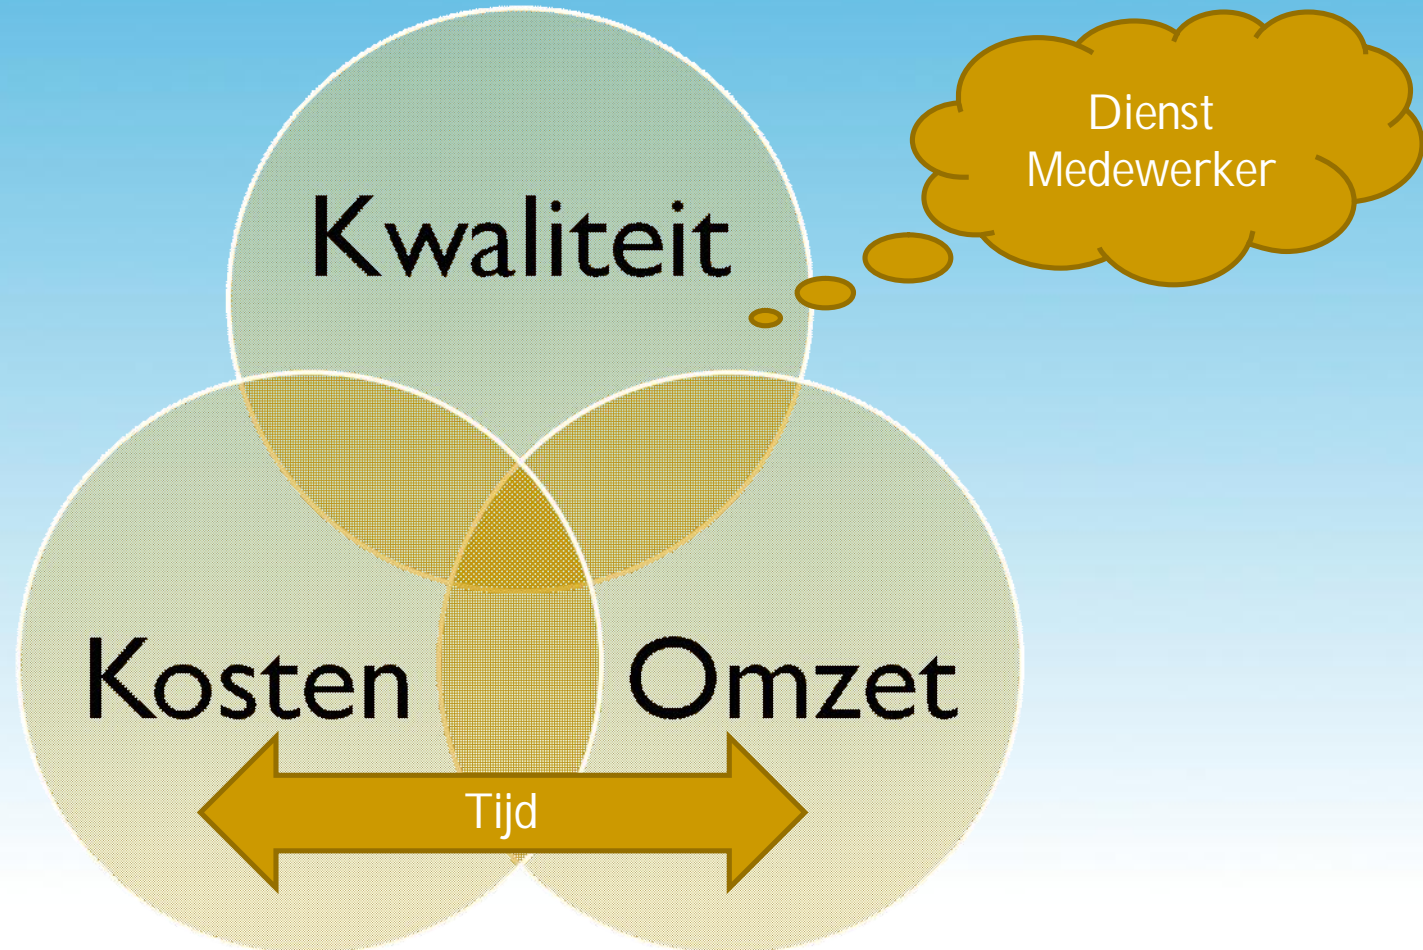 Dienst
Medewerker
Kwaliteit
Kosten
Omzet
Tijd